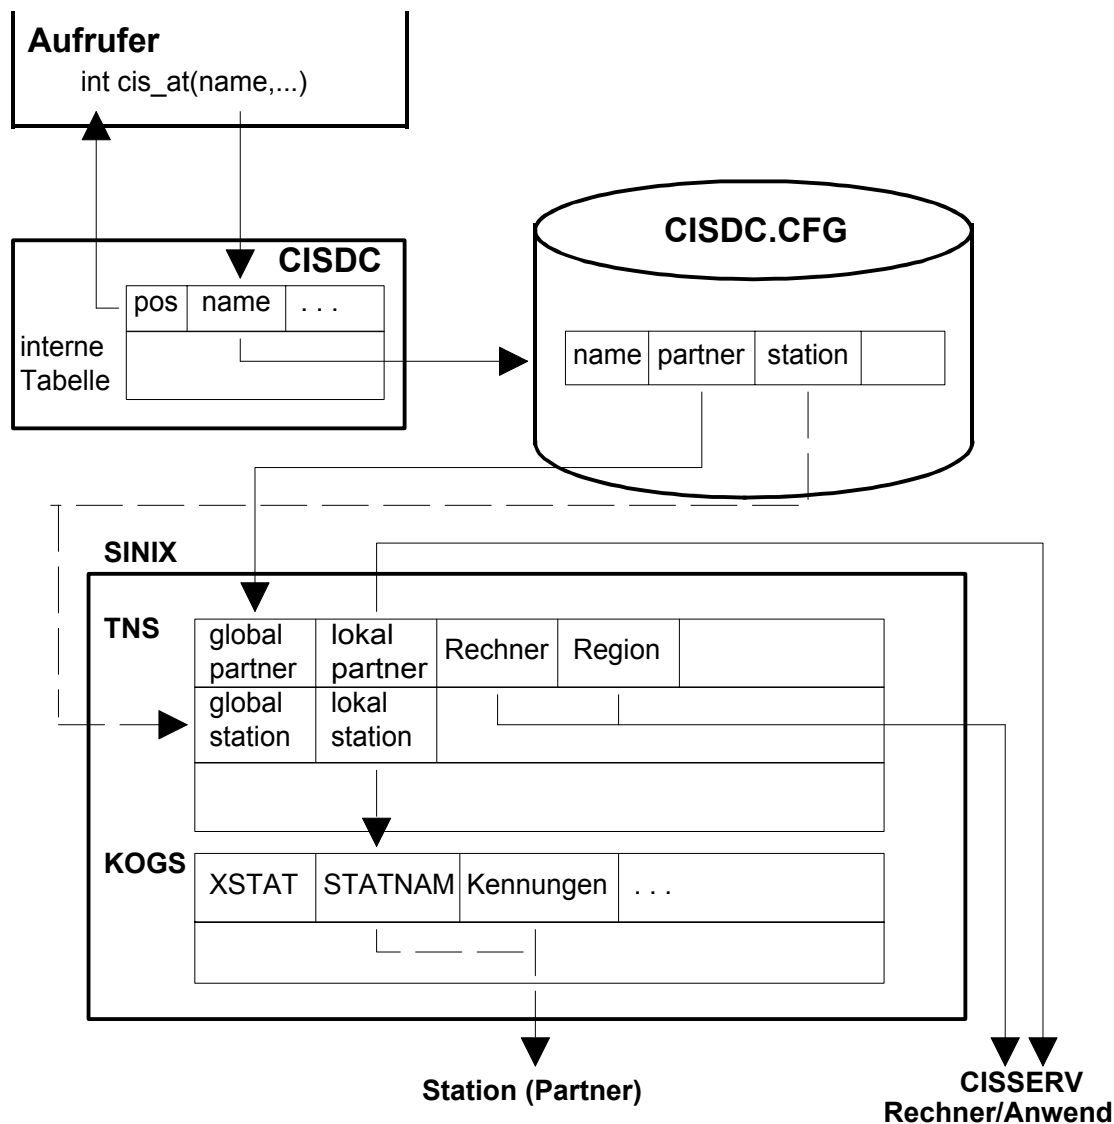 Aufrufer
int cis_at(name,...)
CISDC
pos name . . .
interne
Tabelle
CISDC.CFG
name partner station
SINIX
TNS
global
partner
lokal
partner
Rechner
Region
global
station
lokal
station
KOGS
XSTAT STATNAM Kennungen . . .
Station (Partner)
CISSERV
Rechner/Anwend